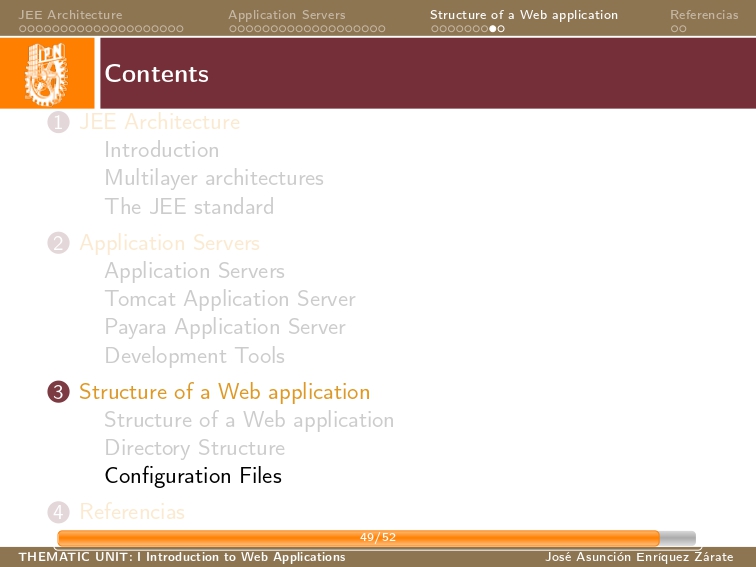 JEE Architecture Application Servers Structure of a Web application Referencias
IPN
Contents
1 JEE Architecture
Introduction
Multilayer architectures
The JEE standard
2 Application Servers
Application Servers
Tomcat Application Server
Payara Application Server
Development Tools
3 Structure of a Web application
Structure of a Web application
Directory Structure
Configuration Files
4 Referencias
49/52
THEMATIC UNIT: I Introduction to Web Applications José Asunción Enríquez Zárate